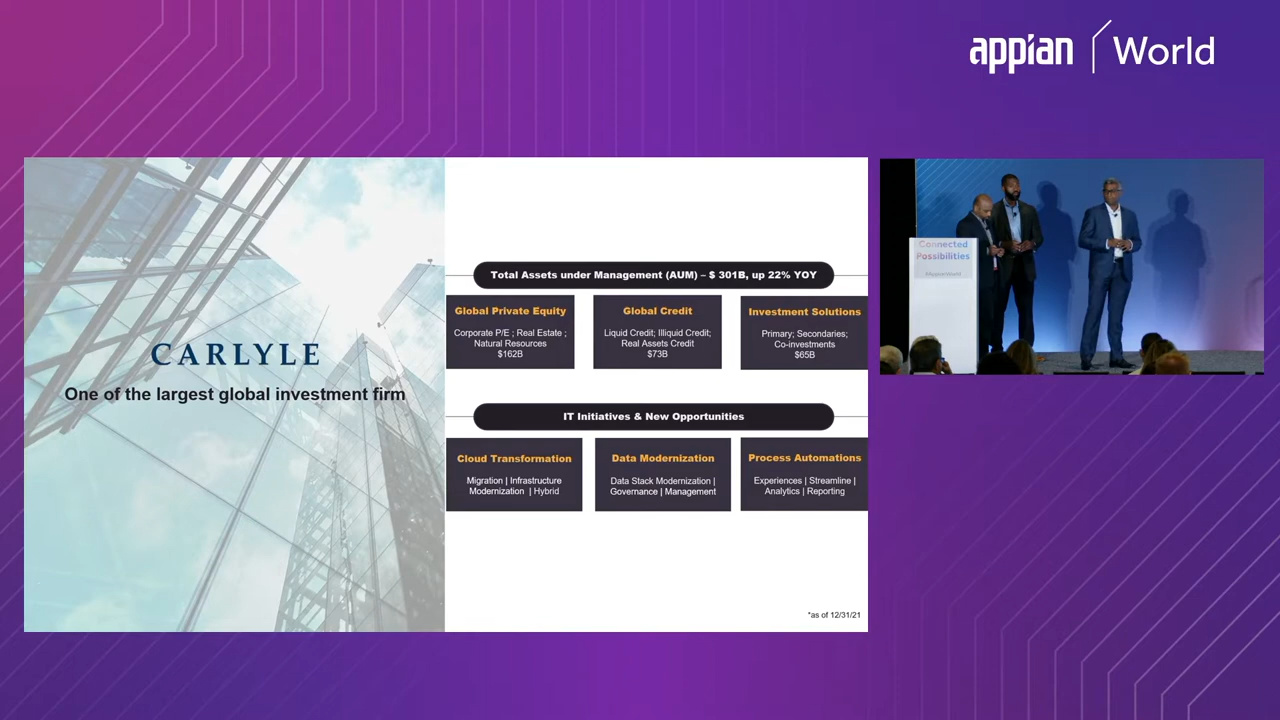 appian World
CARLYLE
One of the largest global investment firm
Total Assets under Management (AUM) – $ 301B, up 22% YOY
Global Private Equity
Corporate P/E ; Real Estate ;
Natural Resources
$162B
Global Credit
Liquid Credit; Illiquid Credit;
Real Assets Credit
$73B
Investment Solutions
Primary; Secondaries;
Co-investments
$65B
IT Initiatives & New Opportunities
Cloud Transformation
Migration | Infrastructure
Modernization | Hybrid
Data Modernization
Data Stack Modernization |
Governance | Management
Process Automations
Experiences | Streamline |
Analytics | Reporting
*as of 12/31/21
Connected
Possibilities
#AppianWorld